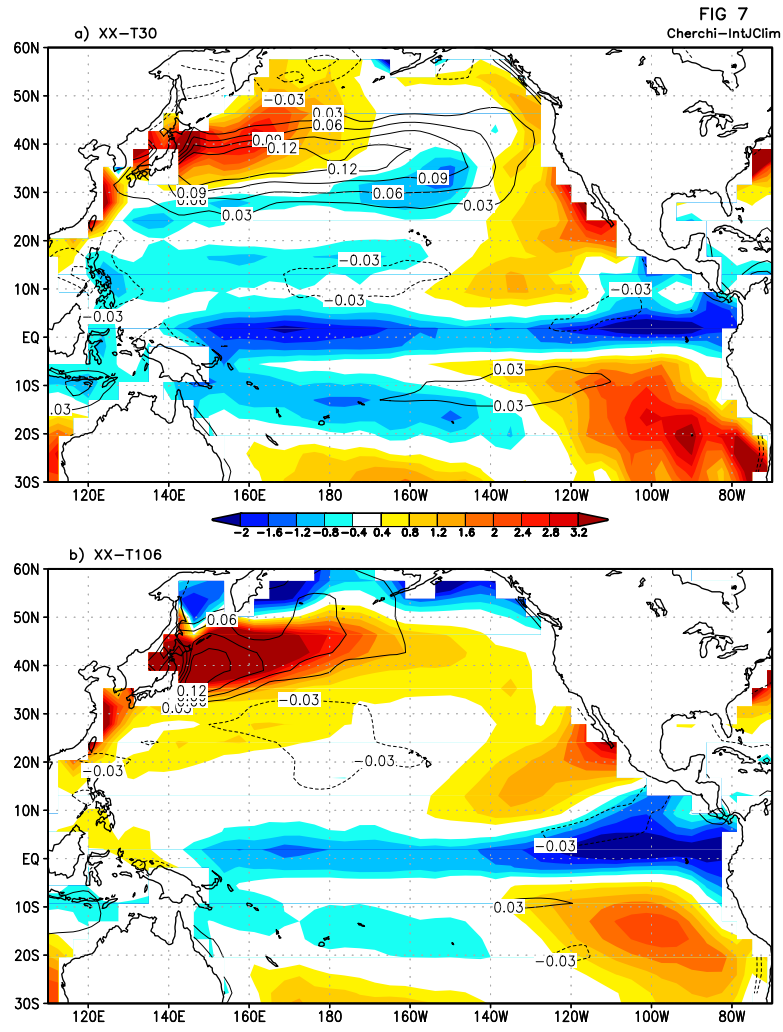 FIG 7
a) XX-T30
Cherchi-IntJClim
60N
50N
-0.03
0.03
0.06
40N
0.12
0.12
0.09
30N
0.09
0.06
0.03
0.03
20N
-0.03
-0.03
10N
-0.03
-0.03
EQ
0.03
10S
0.03
0.03
20S
30S
120E 140E 160E 180 160W 140W 120W 100W 80W
-2 -1.6 -1.2 -0.8 -0.4 0.4 0.8 1.2 1.6 2 2.4 2.8 3.2
b) XX-T106
60N
50N
0.06
40N
0.12
-0.03
30N
-0.03
-0.03
20N
10N
-0.03
EQ
10S
0.03
-0.03
20S
30S
120E 140E 160E 180 160W 140W 120W 100W 80W